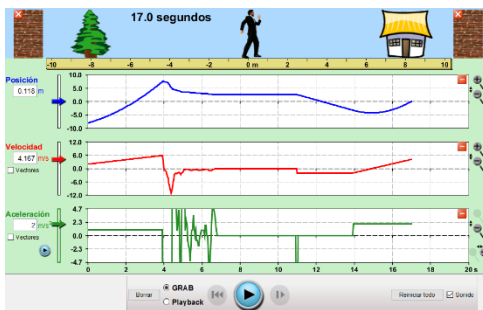 17.0 segundos
-10 -8 -6 -4 -2 0 m 2 4 6 8 10
Posición
0.118 m
10.0
5.0
0.0
-5.0
-10.0
Velocidad
4.167 m/s
Vectores
12.0
6.0
0.0
-6.0
-12.0
Aceleración
2 m/s²
Vectores
4.7
2.3
0.0
-2.3
-4.7
0 2 4 6 8 10 12 14 16 18 20 s
Borrar
GRAB
Playback
Reiniciar todo
Sonido